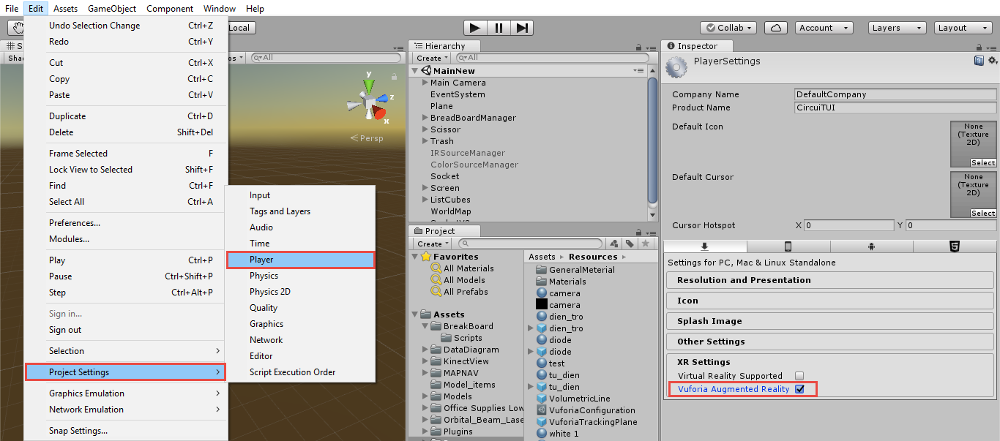 File Edit Assets GameObject Component Window Help
Undo Selection Change Ctrl+Z
Redo Ctrl+Y
Cut Ctrl+X
Copy Ctrl+C
Paste Ctrl+V
Duplicate Ctrl+D
Delete Shift+Del
Frame Selected F
Lock View to Selected Shift+F
Find Ctrl+F
Select All Ctrl+A
Preferences...
Modules...
Play Ctrl+P
Pause Ctrl+Shift+P
Step Ctrl+Alt+P
Sign in...
Sign out
Selection
Project Settings
Graphics Emulation
Network Emulation
Snap Settings...
Input
Tags and Layers
Audio
Time
Player
Physics
Physics 2D
Quality
Graphics
Network
Editor
Script Execution Order
Local
Collab
Account
Layers
Layout
All
y
z
x
Persp
Hierarchy
Create All
MainNew
Main Camera
EventSystem
Plane
BreadBoardManager
Scissor
Trash
IRSourceManager
ColorSourceManager
Socket
Screen
ListCubes
WorldMap
Project
Create
Favorites
All Materials
All Models
All Prefabs
Assets
BreakBoard
Scripts
DataDiagram
KinectView
MAPNAV
Model_items
Models
Office Supplies Low
Orbital_Beam_Lase
Plugins
Assets Resources
GeneralMeterial
Materials
camera
camera
dien_tro
dien_tro
diode
diode
test
tu_dien
tu_dien
VolumetricLine
VuforiaConfiguration
VuforiaTrackingPlane
white 1
Inspector
PlayerSettings
Company Name DefaultCompany
Product Name CircuiTUI
Default Icon
None
(Texture
2D)
Select
Default Cursor
None
(Texture
2D)
Select
Cursor Hotspot X 0 Y 0
Settings for PC, Mac & Linux Standalone
Resolution and Presentation
Icon
Splash Image
Other Settings
XR Settings
Virtual Reality Supported
Vuforia Augmented Reality